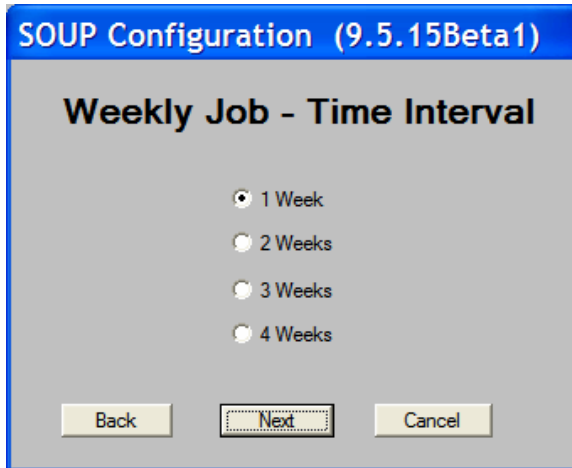 SOUP Configuration (9.5.15Beta1)
Weekly Job - Time Interval
1 Week
2 Weeks
3 Weeks
4 Weeks
Back Next Cancel